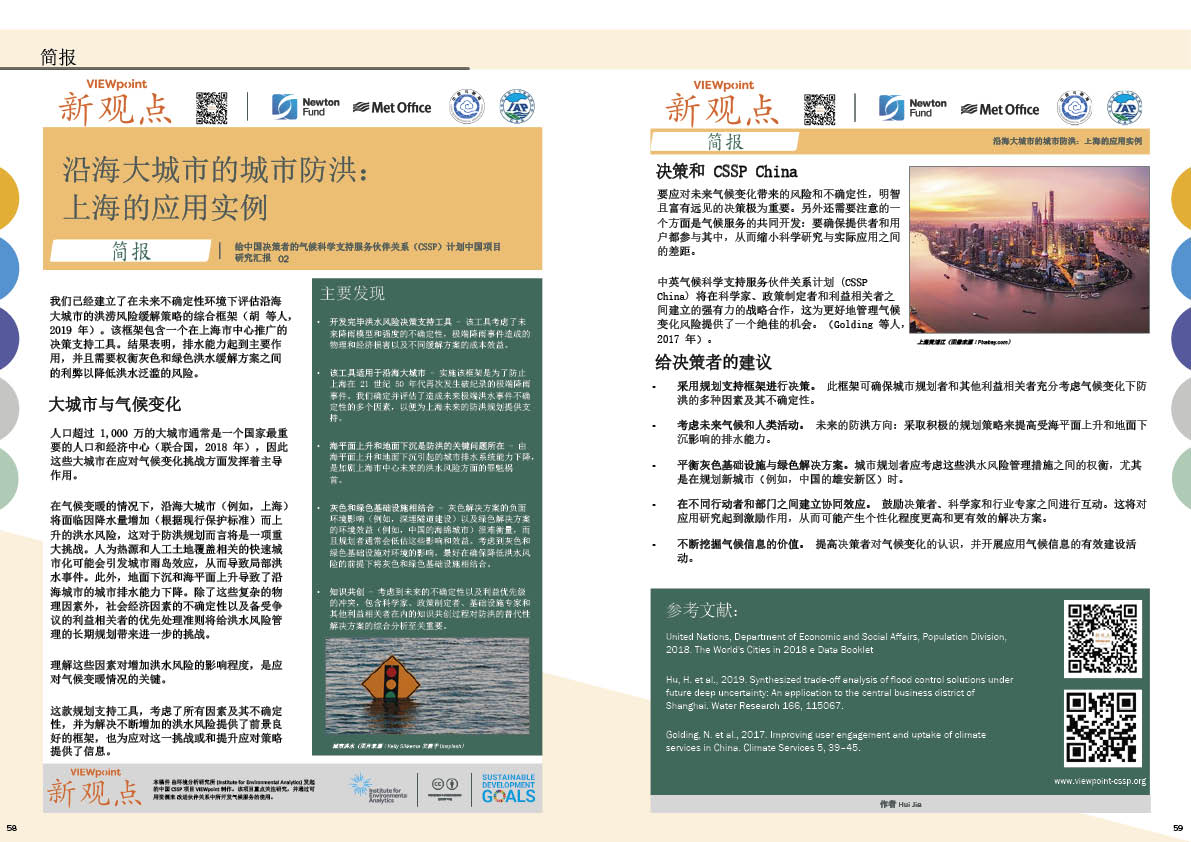 简报
VIEWpoint
新观点
Newton
Fund
Met Office
IAP
沿海大城市的城市防洪:
上海的应用实例
简报
给中国决策者的气候科学支持服务伙伴关系(CSSP)计划中国项目
研究汇报 02
我们已经建立了在未来不确定性环境下评估沿海
大城市的洪涝风险缓解策略的综合框架(胡 等人,
2019 年)。该框架包含一个在上海市中心推广的
决策支持工具。结果表明,排水能力起到主要作
用,并且需要权衡灰色和绿色洪水缓解方案之间
的利弊以降低洪水泛滥的风险。
大城市与气候变化
人口超过 1,000 万的大城市通常是一个国家最重
要的人口和经济中心(联合国,2018 年),因此
这些大城市在应对气候变化挑战方面发挥着主导
作用。
在气候变暖的情况下,沿海大城市(例如,上海)
将面临因降水量增加(根据现行保护标准)而上
升的洪水风险,这对于防洪规划而言将是一项重
大挑战。人为热源和人工土地覆盖相关的快速城
市化可能会引发城市雨岛效应,从而导致局部洪
水事件。此外,地面下沉和海平面上升导致了沿
海城市的城市排水能力下降。除了这些复杂的物
理因素外,社会经济因素的不确定性以及备受争
议的利益相关者的优先处理准则将给洪水风险管
理的长期规划带来进一步的挑战。
理解这些因素对增加洪水风险的影响程度,是应
对气候变暖情况的关键。
这款规划支持工具,考虑了所有因素及其不确定
性,并为解决不断增加的洪水风险提供了前景良
好的框架,也为应对这一挑战或和提升应对策略
提供了信息。
主要发现
• 开发完毕洪水风险决策支持工具 – 该工具考虑了未
来降雨模型和强度的不确定性、极端降雨事件造成的
物理和经济损害以及不同缓解方案的成本效益。
• 该工具适用于沿海大城市 – 实施该框架是为了防止
上海在 21 世纪 50 年代再次发生破纪录的极端降雨
事件。我们确定并评估了造成未来极端洪水事件不确
定性的多个因素,以便为上海未来的防洪规划提供支
持。
• 海平面上升和地面下沉是防洪的关键问题所在 – 由
海平面上升和地面下沉引起的城市排水系统能力下降,
是加剧上海市中心未来的洪水风险方面的罪魁祸
首。
• 灰色和绿色基础设施相结合 – 灰色解决方案的负面
环境影响(例如,深埋隧道建设)以及绿色解决方案
的环境效益(例如,中国的海绵城市)很难衡量,而
且规划者通常会低估这些影响和效益。考虑到灰色和
绿色基础设施对环境的影响,最好在确保降低洪水风
险的前提下将灰色和绿色基础设施相结合。
• 知识共创 – 考虑到未来的不确定性以及利益优先级
的冲突,包含科学家、政策制定者、基础设施专家和
其他利益相关者在内的知识共创过程对防洪的替代性
解决方案的综合分析至关重要。
城市洪水(图片来源:Kelly Sikkema 发表于 Unsplash)
VIEWpoint
新观点
本稿件 由环境分析研究所 (Institute for Environmental Analytics) 发起
的中国 CSSP 项目 VIEWpoint 制作。该项目重点关注研究,并通过可
用资源来 改进伙伴关系中所开发气候服务的使用。
Institute for
Environmental
Analytics
SUSTAINABLE
DEVELOPMENT
GOALS
58
VIEWpoint
新观点
Newton
Fund
Met Office
IAP
简报
沿海大城市的城市防洪: 上海的应用实例
决策和 CSSP China
要应对未来气候变化带来的风险和不确定性,明智
且富有远见的决策极为重要。另外还需要注意的一
个方面是气候服务的共同开发: 要确保提供者和用
户都参与其中,从而缩小科学研究与实际应用之间
的差距。
中英气候科学支持服务伙伴关系计划 (CSSP
China) 将在科学家、政策制定者和利益相关者之
间建立的强有力的战略合作,这为更好地管理气候
变化风险提供了一个绝佳的机会。(Golding 等人,
2017 年)。
上海黄浦江(图像来源:Pixabay.com)
给决策者的建议
- 采用规划支持框架进行决策。 此框架可确保城市规划者和其他利益相关者充分考虑气候变化下防
洪的多种因素及其不确定性。
- 考虑未来气候和人类活动。 未来的防洪方向: 采取积极的规划策略来提高受海平面上升和地面下
沉影响的排水能力。
- 平衡灰色基础设施与绿色解决方案。城市规划者应考虑这些洪水风险管理措施之间的权衡,尤其
是在规划新城市(例如,中国的雄安新区)时。
- 在不同行动者和部门之间建立协同效应。 鼓励决策者、科学家和行业专家之间进行互动。这将对
应用研究起到激励作用,从而可能产生个性化程度更高和更有效的解决方案。
- 不断挖掘气候信息的价值。 提高决策者对气候变化的认识,并开展应用气候信息的有效建设活
动。
参考文献:
United Nations, Department of Economic and Social Affairs, Population Division,
2018. The World's Cities in 2018 e Data Booklet
Hu, H. et al., 2019. Synthesized trade-off analysis of flood control solutions under
future deep uncertainty: An application to the central business district of
Shanghai. Water Research 166, 115067.
Golding, N. et al., 2017. Improving user engagement and uptake of climate
services in China. Climate Services 5, 39–45.
www.viewpoint-cssp.org
作者 Hui Jia
59